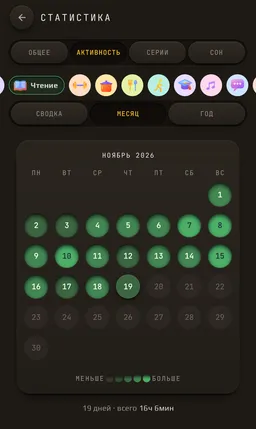 СТАТИСТИКА
ОБЩЕЕ АКТИВНОСТЬ СЕРИИ СОН
Чтение
СВОДКА МЕСЯЦ ГОД
НОЯБРЬ 2026
ПН ВТ СР ЧТ ПТ СБ ВС
1
2 3 4 5 6 7 8
9 10 11 12 13 14 15
16 17 18 19 20 21 22
23 24 25 26 27 28 29
30
МЕНЬШЕ БОЛЬШЕ
19 дней · всего 16ч 6мин